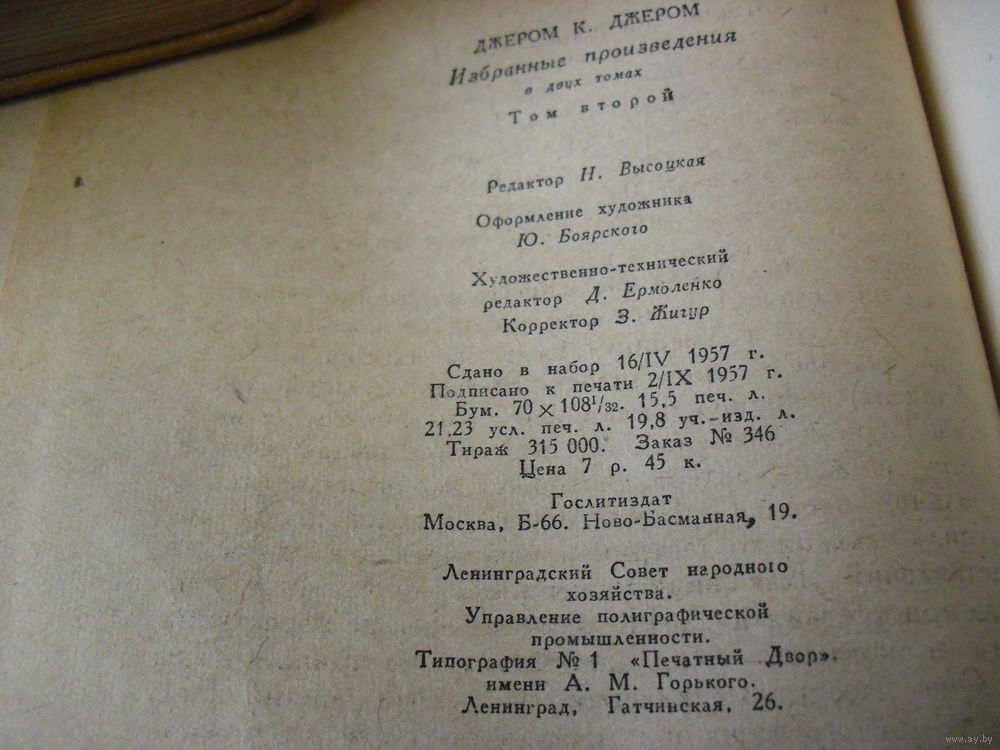 ДЖЕРОМ К. ДЖЕРОМ
Избранные произведения
в двух томах
Том второй
Редактор Н. Высоцкая
Оформление художника
Ю. Боярского
Художественно-технический
редактор Д. Ермоленко
Корректор З. Жигур
Сдано в набор 16/IV 1957 г.
Подписано к печати 2/IX 1957 г.
Бум. 70 × 108¹/₃₂. 15,5 печ. л.
21,23 усл. печ. л. 19,8 уч.-изд. л.
Тираж 315 000. Заказ № 346
Цена 7 р. 45 к.
Гослитиздат
Москва, Б-66. Ново-Басманная, 19.
Ленинградский Совет народного
хозяйства.
Управление полиграфической
промышленности.
Типография № 1 «Печатный Двор».
имени А. М. Горького.
Ленинград, Гатчинская, 26.
www.ay.by